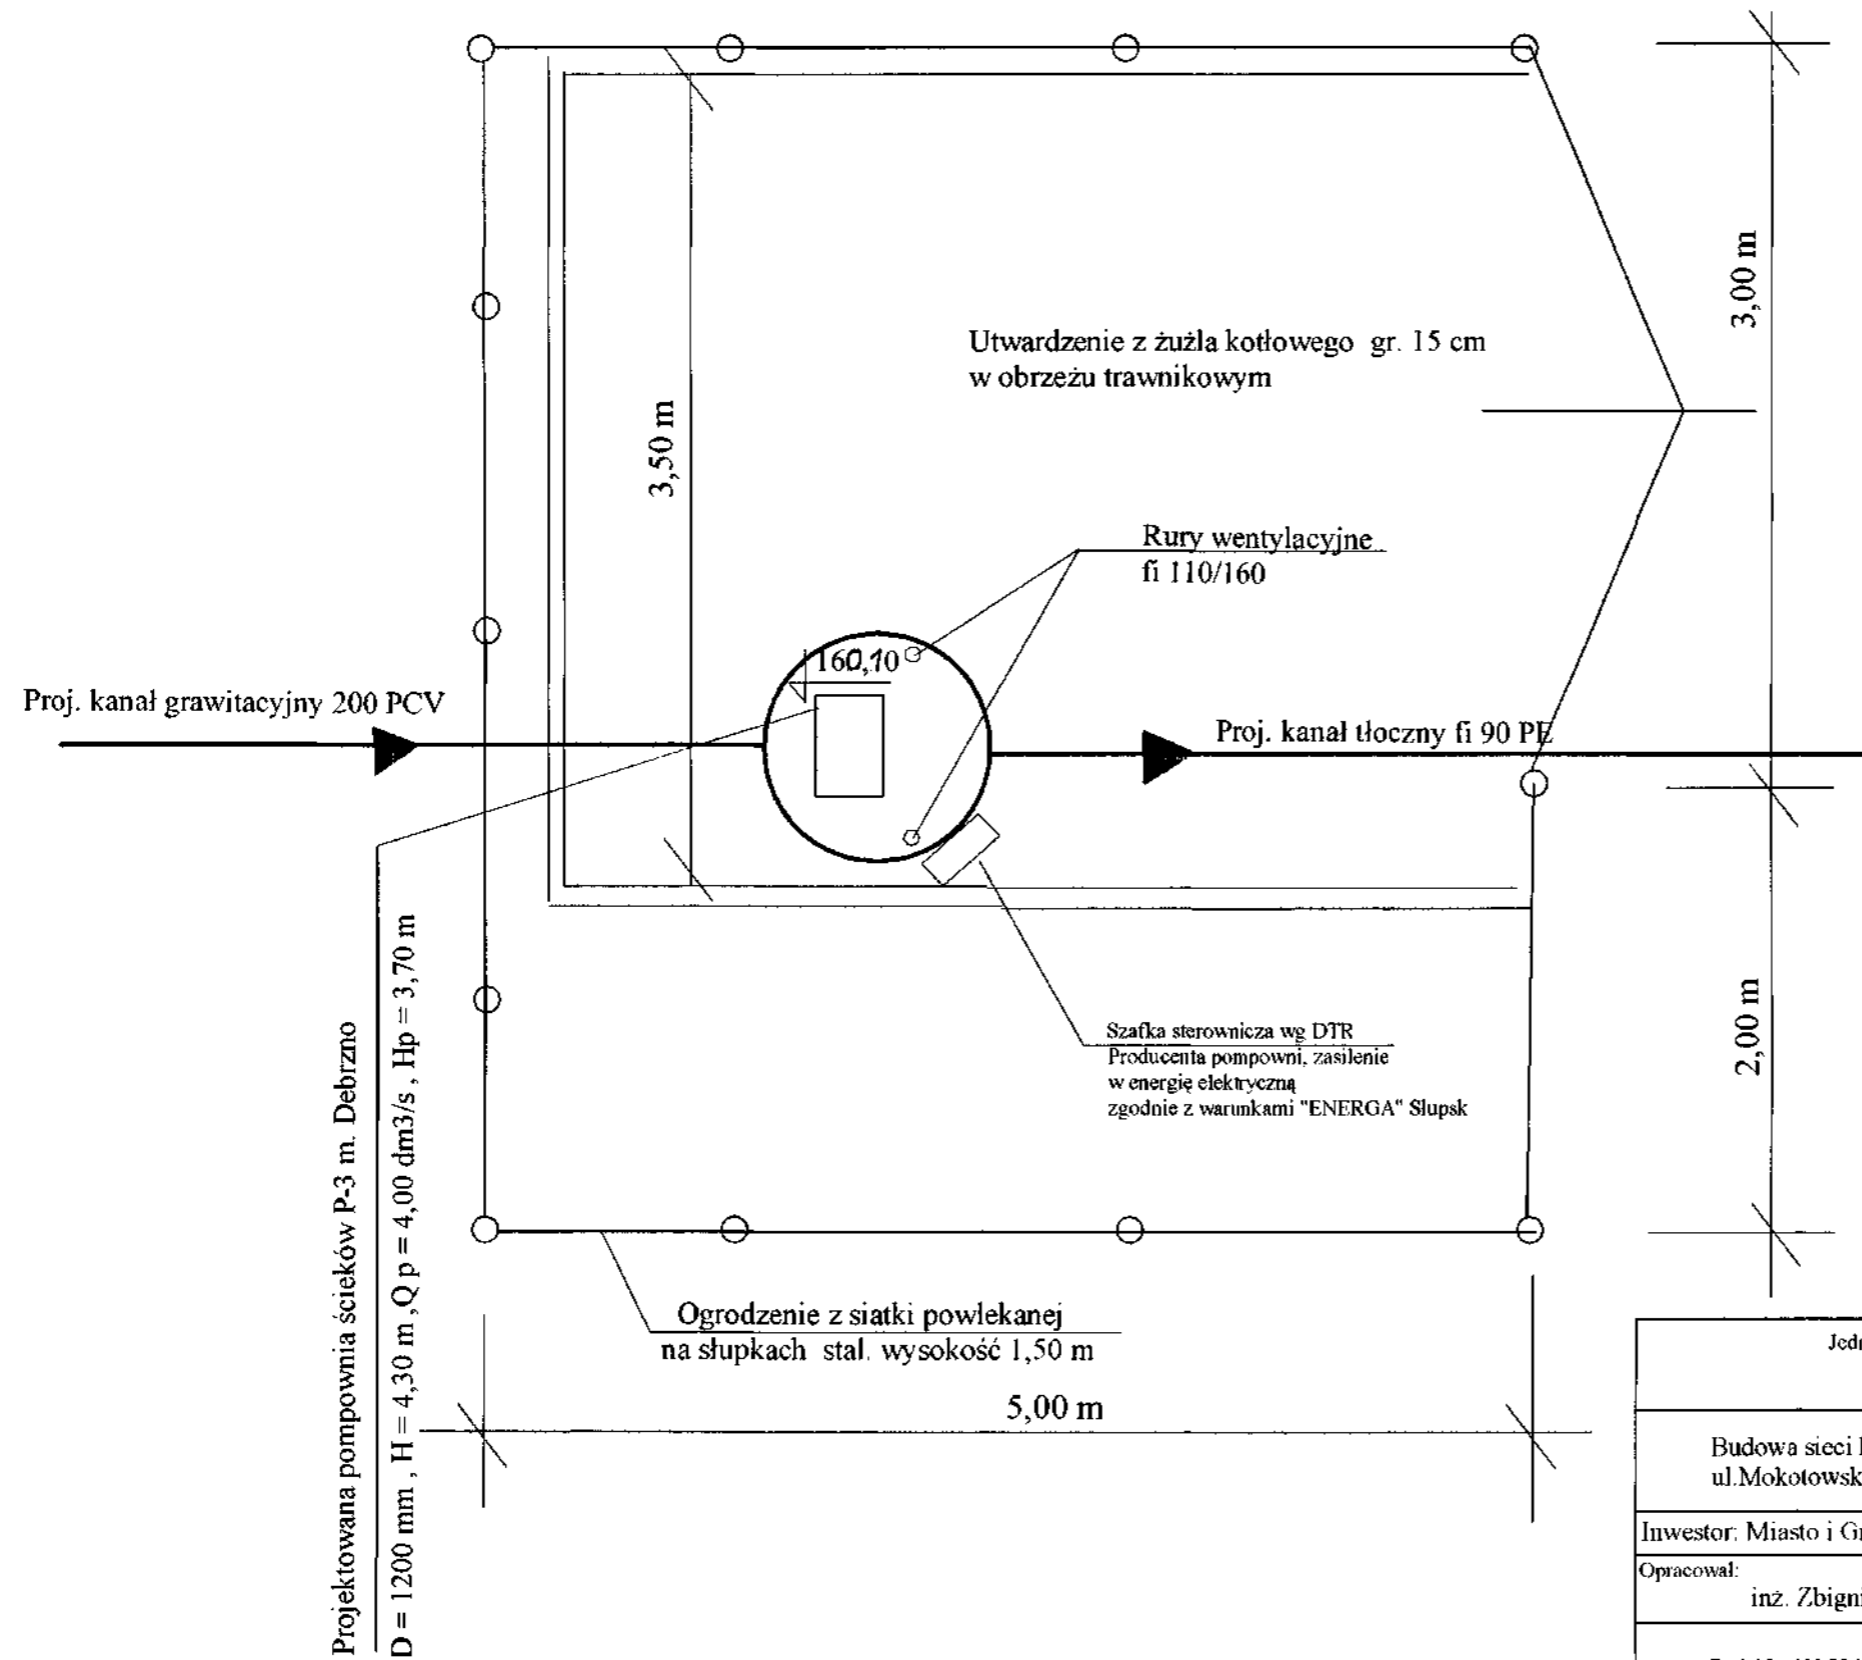 3,00 m
Utwardzenie z żużla kotłowego gr. 15 cm
w obrzeżu trawnikowym
3,50 m
Rury wentylacyjne
fi 110/160
160,10
Proj. kanał grawitacyjny 200 PCV
Proj. kanał tłoczny fi 90 PE
Szafka sterownicza wg DTR
Producenta pompowni, zasilenie
w energię elektryczną
zgodnie z warunkami "ENERGA" Słupsk
2,00 m
Projektowana pompownia ścieków P-3 m. Debrzno
D = 1200 mm , H = 4,30 m ,Q p = 4,00 dm3/s , Hp = 3,70 m
Ogrodzenie z siatki powlekanej
na słupkach stal. wysokość 1,50 m
5,00 m
Budowa sieci
ul.Mokotowsk
Inwestor: Miasto i
Opracował:
inż. Zbigni